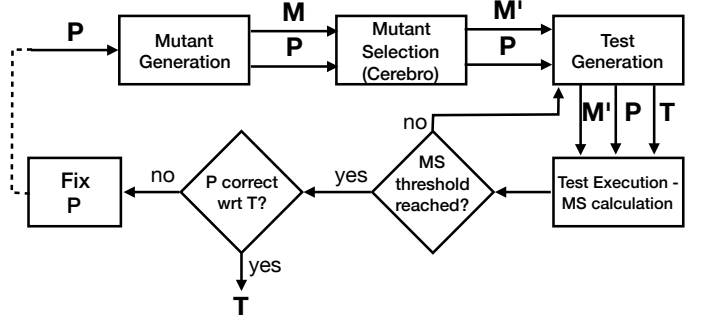 P
Mutant
Generation
M
P
Mutant
Selection
(Cerebro)
M'
P
Test
Generation
M' P T
Test Execution -
MS calculation
MS
threshold
reached?
no
yes
P correct
wrt T?
no
yes
T
Fix
P